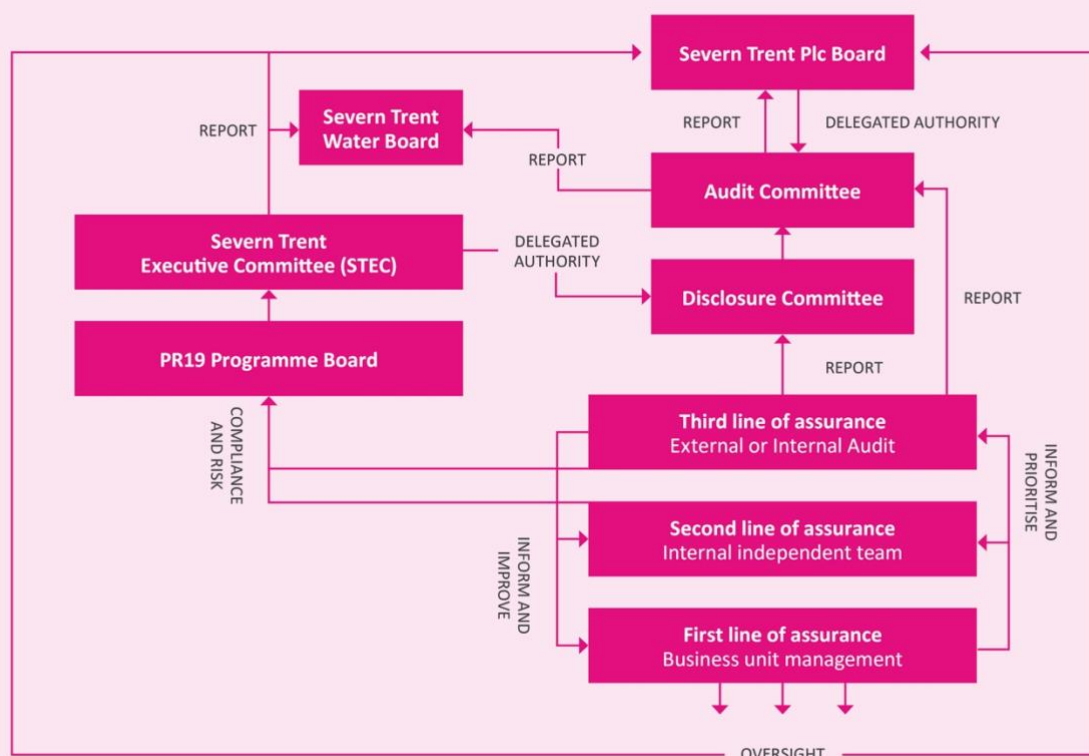 Severn Trent Plc Board
Severn Trent
Water Board
REPORT
REPORT
DELEGATED AUTHORITY
REPORT
Audit Committee
Severn Trent
Executive Committee (STEC)
DELEGATED
AUTHORITY
Disclosure Committee
REPORT
PR19 Programme Board
REPORT
COMPLIANCE
AND RISK
Third line of assurance
External or Internal Audit
INFORM AND
PRIORITISE
Second line of assurance
Internal independent team
INFORM AND
IMPROVE
First line of assurance
Business unit management
OVERSIGHT